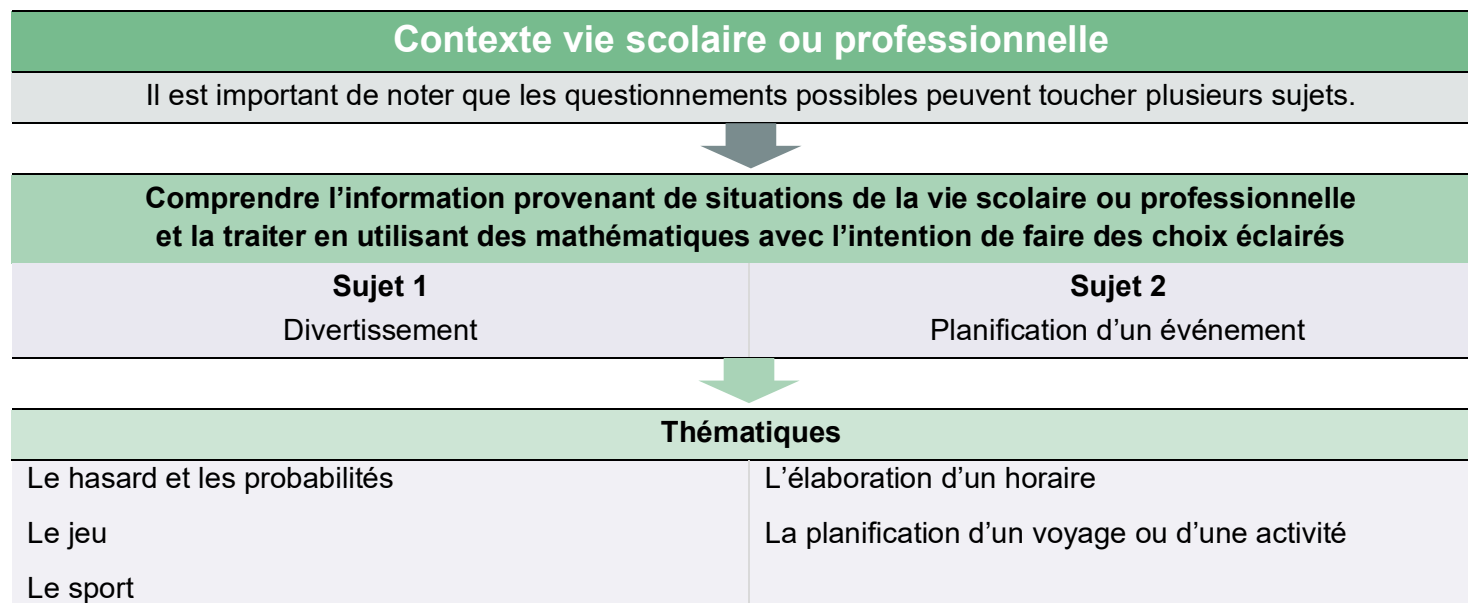 Contexte vie scolaire ou professionnelle
Il est important de noter que les questionnements possibles peuvent toucher plusieurs sujets.
Comprendre l’information provenant de situations de la vie scolaire ou professionnelle
et la traiter en utilisant des mathématiques avec l’intention de faire des choix éclairés
Sujet 1
Divertissement
Sujet 2
Planification d’un événement
Thématiques
Le hasard et les probabilités
Le jeu
Le sport
L’élaboration d’un horaire
La planification d’un voyage ou d’une activité